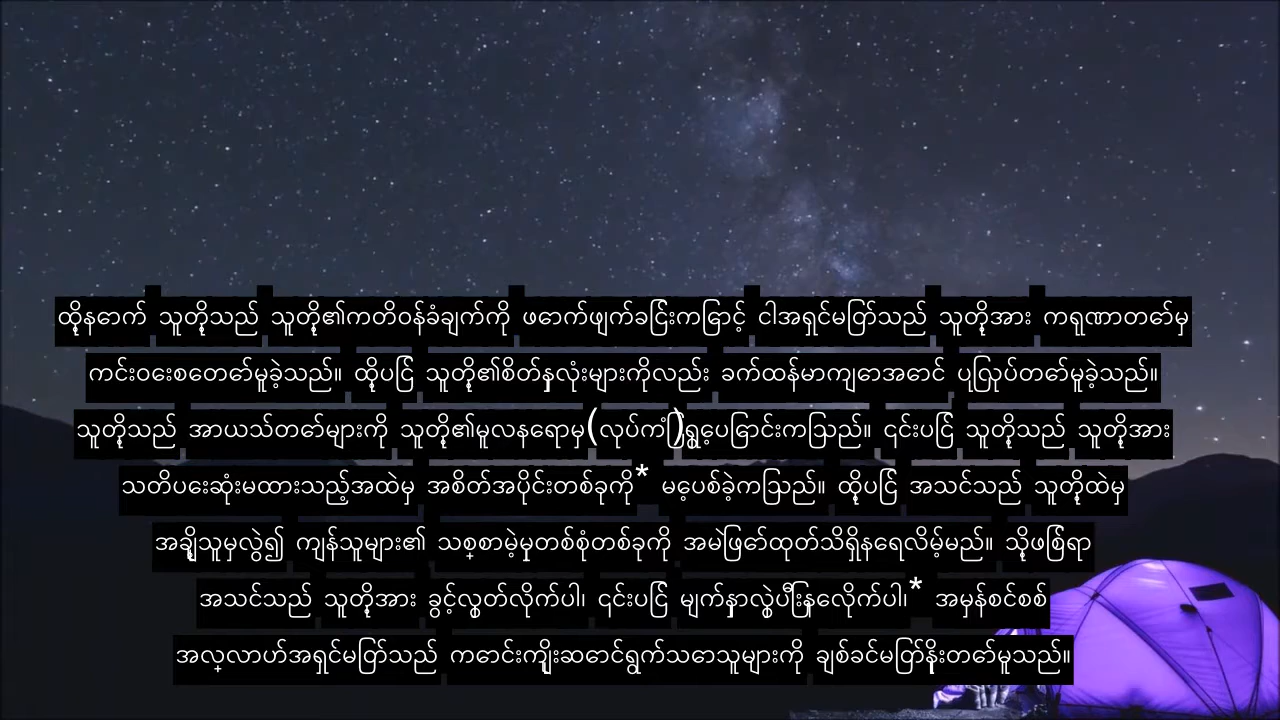 ထို့နောက် သူတို့သည် သူတို့၏ကတိဝန်ခံချက်ကို ဖောက်ဖျက်ခြင်းကြောင့် ငါအရှင်မြတ်သည် သူတို့အား ကရုဏာတော်မှ
ကင်းဝေးစေတော်မူခဲ့သည်။ ထို့ပြင် သူတို့၏စိတ်နှလုံးများကိုလည်း ခက်ထန်မာကျောအောင် ပြုလုပ်တော်မူခဲ့သည်။
သူတို့သည် အာယသ်တော်များကို သူတို့၏မူလနေရာမှ(လုပ်ကြံ)ရွှေ့ပြောင်းကြသည်။ ၎င်းပြင် သူတို့သည် သူတို့အား
သတိပေးဆုံးမထားသည့်အထဲမှ အစိတ်အပိုင်းတစ်ခုကို* မေ့ပစ်ခဲ့ကြသည်။ ထို့ပြင် အသင်သည် သူတို့ထဲမှ
အချို့သူမှလွဲ၍ ကျန်သူများ၏ သစ္စာမဲ့မှုတစ်စုံတစ်ခုကို အမဲဖြော်ထုတ်သိရှိနေရလိမ့်မည်။ သို့ဖြစ်ရာ
အသင်သည် သူတို့အား ခွင့်လွှတ်လိုက်ပါ၊ ၎င်းပြင် မျက်နှာလွှဲပြီးနေလိုက်ပါ၊* အမှန်စင်စစ်
အလ္လာဟ်အရှင်မြတ်သည် ကောင်းကျိုးဆောင်ရွက်သောသူများကို ချစ်ခင်မြတ်နိုးတော်မူသည်။